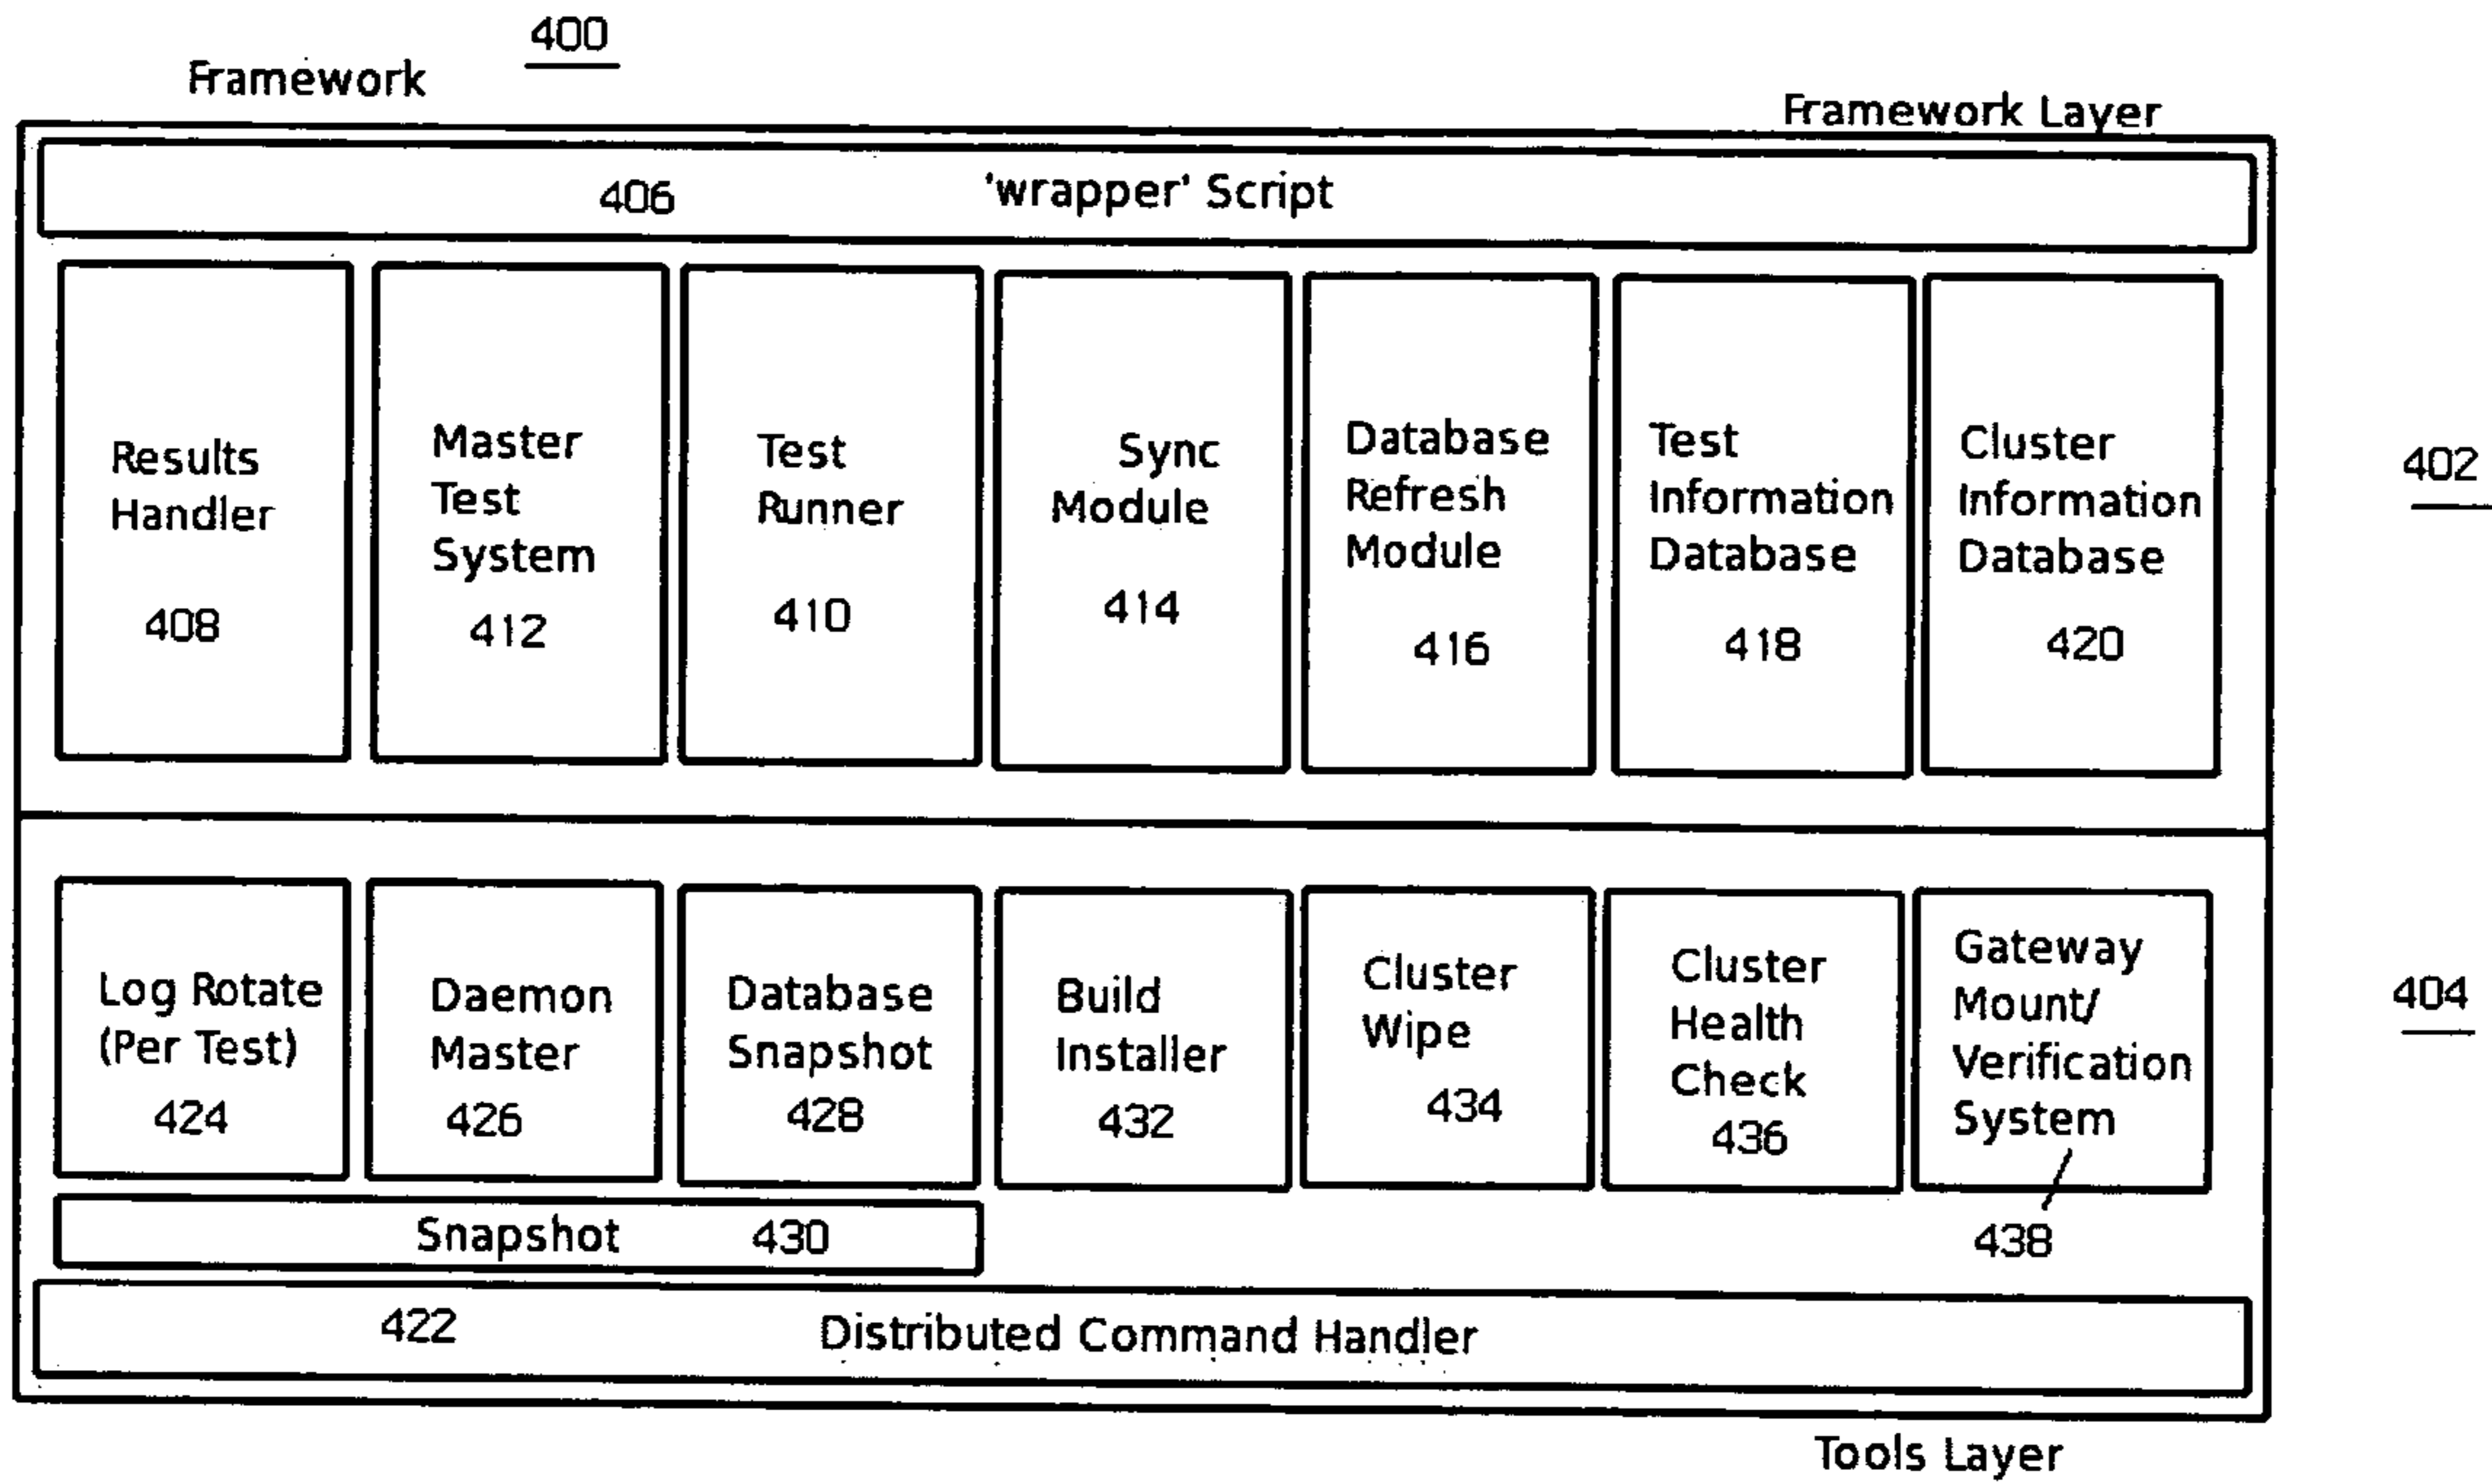 400
Framework
Framework Layer
406 'wrapper' Script
Results
Handler
408
Master
Test
System
412
Test
Runner
410
Sync
Module
414
Database
Refresh
Module
416
Test
Information
Database
418
Cluster
Information
Database
420
402
Log Rotate
(Per Test)
424
Daemon
Master
426
Database
Snapshot
428
Build
Installer
432
Cluster
Wipe
434
Cluster
Health
Check
436
Gateway
Mount/
Verification
System
438
404
Snapshot 430
422 Distributed Command Handler
Tools Layer